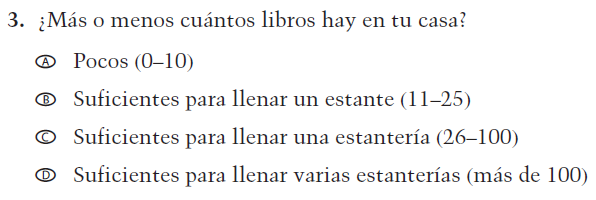 3. ¿Más o menos cuántos libros hay en tu casa?
A Pocos (0–10)
B Suficientes para llenar un estante (11–25)
C Suficientes para llenar una estantería (26–100)
D Suficientes para llenar varias estanterías (más de 100)